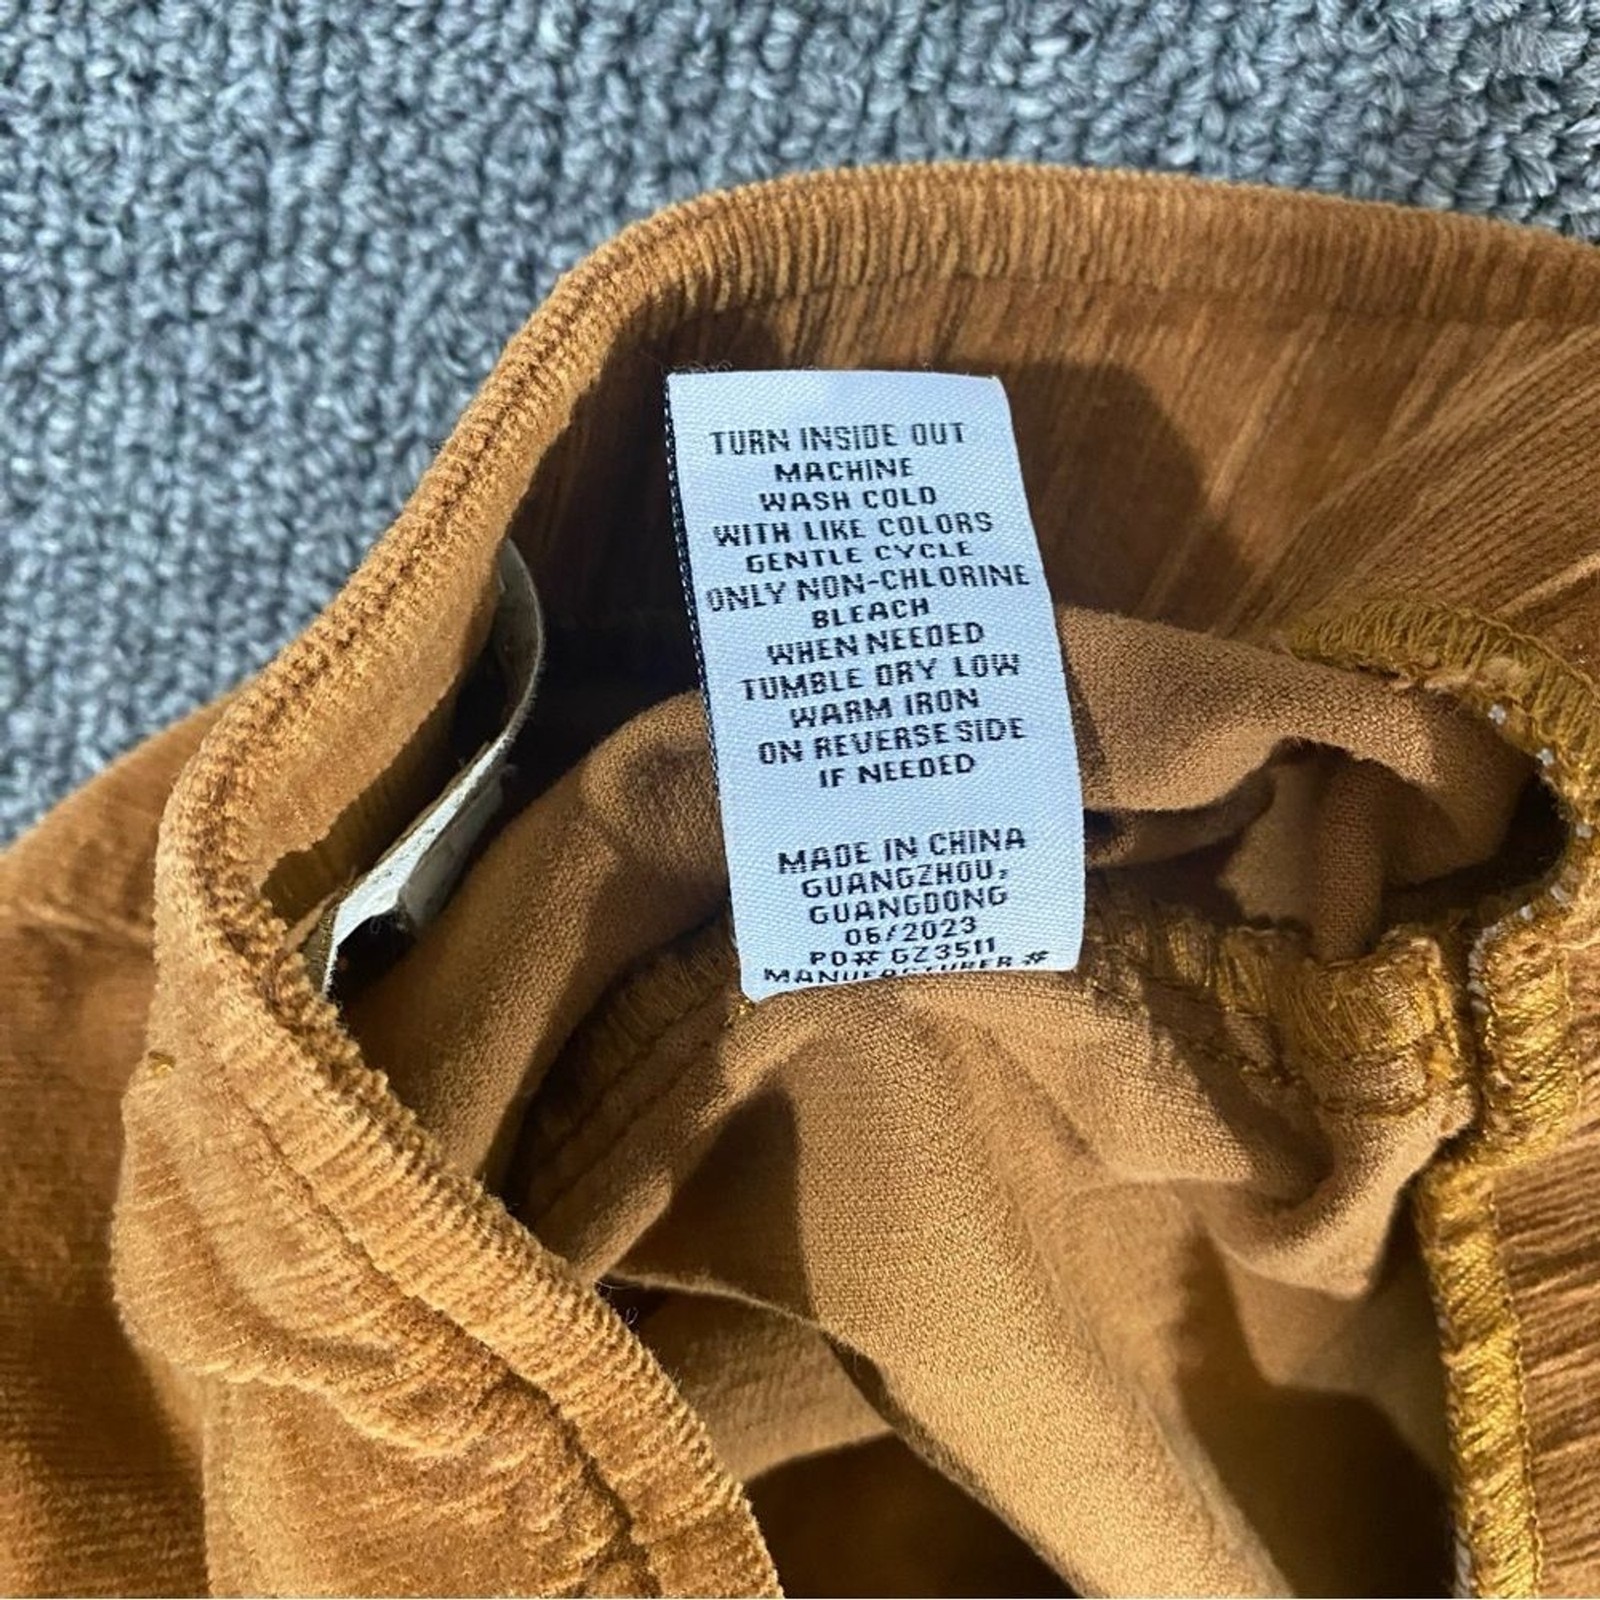 TURN INSIDE OUT
MACHINE
WASH COLD
WITH LIKE COLORS
GENTLE CYCLE
ONLY NON-CHLORINE
BLEACH
WHEN NEEDED
TUMBLE DRY LOW
WARM IRON
ON REVERSE SIDE
IF NEEDED
MADE IN CHINA
GUANGZHOU,
GUANGDONG
06/2023
PO# GZ3511
MANUFACTURER #